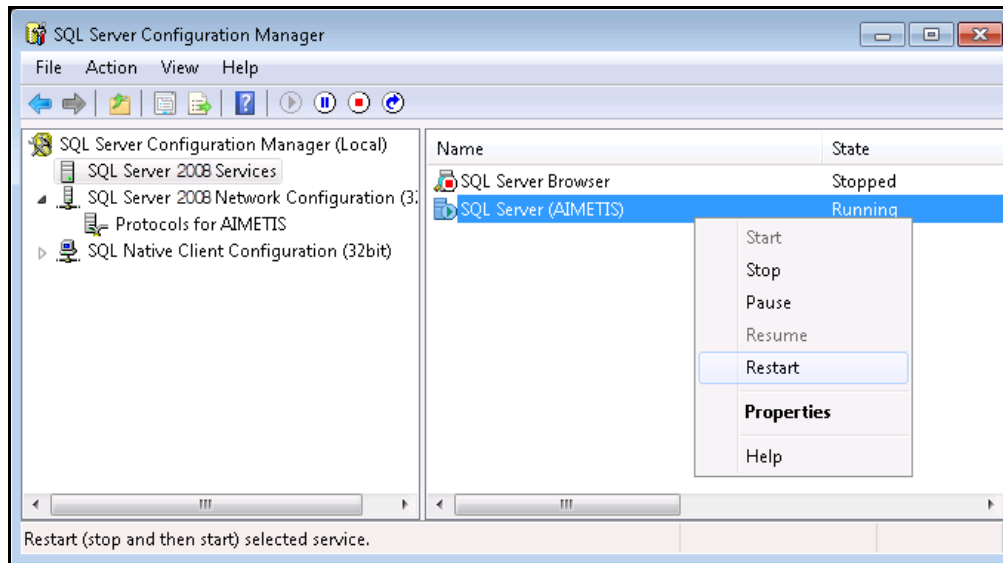 SQL Server Configuration Manager
File Action View Help
SQL Server Configuration Manager (Local)
SQL Server 2008 Services
SQL Server 2008 Network Configuration (3
Protocols for AIMETIS
SQL Native Client Configuration (32bit)
Name State
SQL Server Browser Stopped
SQL Server (AIMETIS) Running
Start
Stop
Pause
Resume
Restart
Properties
Help
Restart (stop and then start) selected service.